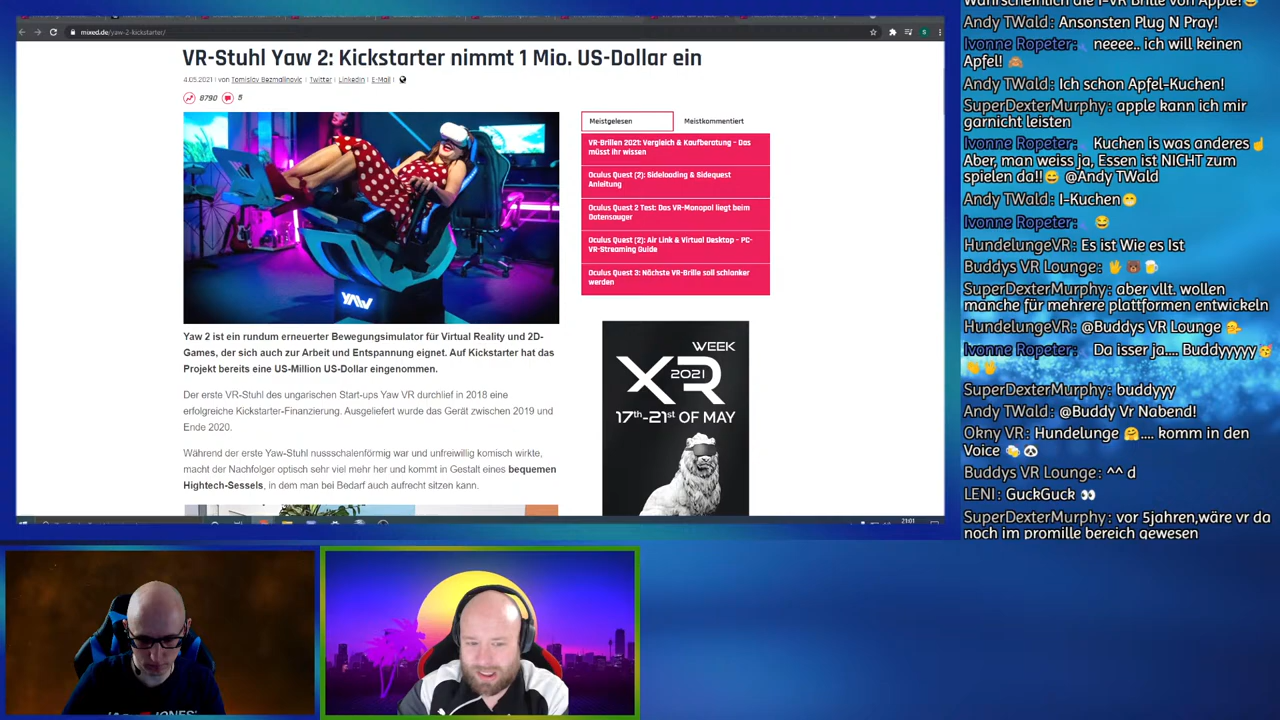 mixed.de/yaw-2-kickstarter/
VR-Stuhl Yaw 2: Kickstarter nimmt 1 Mio. US-Dollar ein
4.05.2021 | von Tomislav Bezmalinovic | Twitter | LinkedIn | E-Mail |
8790 5
YAW
Yaw 2 ist ein rundum erneuerter Bewegungsimulator für Virtual Reality und 2D-
Games, der sich auch zur Arbeit und Entspannung eignet. Auf Kickstarter hat das
Projekt bereits eine US-Million US-Dollar eingenommen.
Der erste VR-Stuhl des ungarischen Start-ups Yaw VR durchlief in 2018 eine
erfolgreiche Kickstarter-Finanzierung. Ausgeliefert wurde das Gerät zwischen 2019 und
Ende 2020.
Während der erste Yaw-Stuhl nussschalenförmig war und unfreiwillig komisch wirkte,
macht der Nachfolger optisch sehr viel mehr her und kommt in Gestalt eines bequemen
Hightech-Sessels, in dem man bei Bedarf auch aufrecht sitzen kann.
Meistgelesen
Meistkommentiert
VR-Brillen 2021: Vergleich & Kaufberatung – Das
müsst ihr wissen
Oculus Quest (2): Sideloading & Sidequest
Anleitung
Oculus Quest 2 Test: Das VR-Monopol liegt beim
Datensauger
Oculus Quest (2): Air Link & Virtual Desktop – PC-
VR-Streaming Guide
Oculus Quest 3: Nächste VR-Brille soll schlanker
werden
WEEK
XR
2021
17th-21st OF MAY
21:01
Wahrscheinlich die I-VR Brille von Apple!😅
Andy TWald: Ansonsten Plug N Pray!
Ivonne Ropeter: neeee.. ich will keinen
Apfel! 🙈
Andy TWald: Ich schon Apfel-Kuchen!
SuperDexterMurphy: apple kann ich mir
garnicht leisten
Ivonne Ropeter: Kuchen is was anderes☝
Aber, man weiss ja, Essen ist NICHT zum
spielen da!!😅 @Andy TWald
Andy TWald: I-Kuchen😁
Ivonne Ropeter: 😂
HundelungeVR: Es ist Wie es Ist
Buddys VR Lounge: 🖖🐻🍺
SuperDexterMurphy: aber vllt. wollen
manche für mehrere plattformen entwickeln
HundelungeVR: @Buddys VR Lounge 💁
Ivonne Ropeter: Da isser ja.... Buddyyyyy🥳
👋👋
SuperDexterMurphy: buddyyy
Andy TWald: @Buddy Vr Nabend!
Okny VR: Hundelunge 🤗.... komm in den
Voice 🍻🐼
Buddys VR Lounge: ^^ d
LENI: GuckGuck 👀
SuperDexterMurphy: vor 5jahren,wäre vr da
noch im promille bereich gewesen